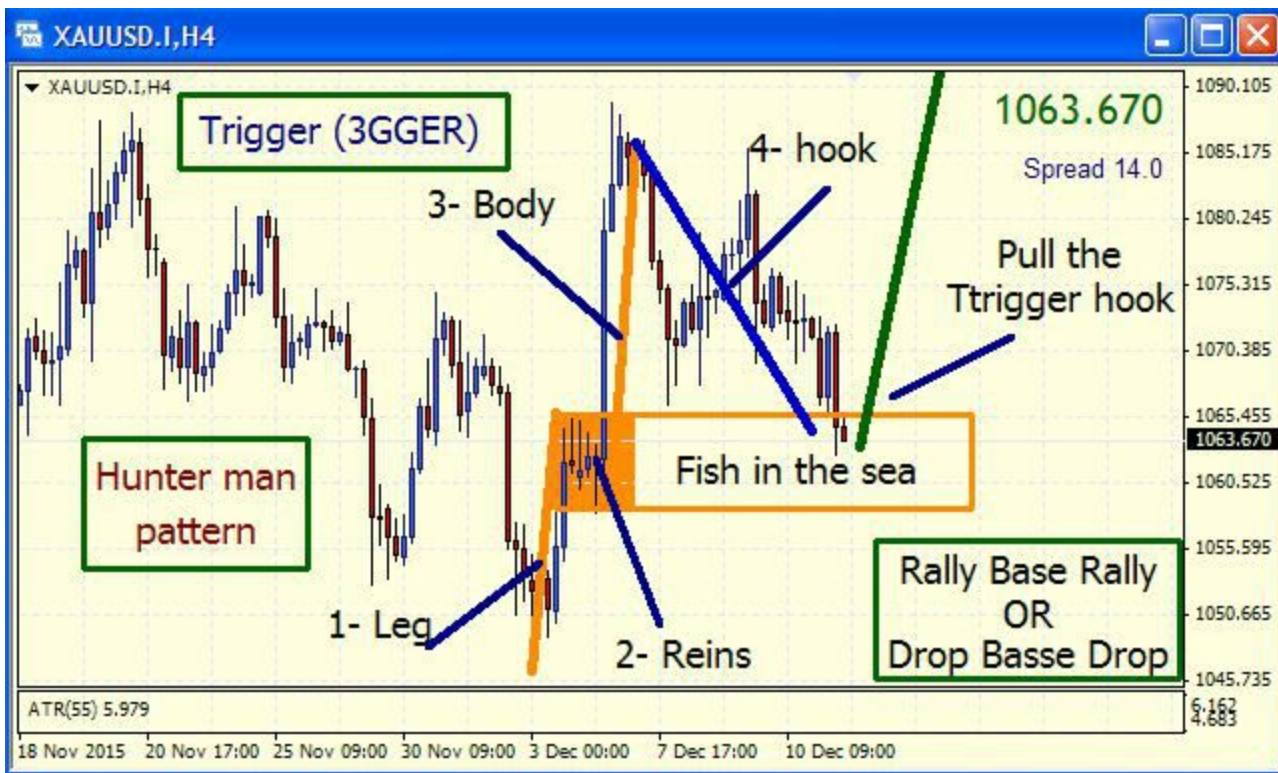 XAUUSD.I,H4
XAUUSD.I,H4
Trigger (3GGER)
1063.670
Spread 14.0
4- hook
3- Body
Pull the
Ttrigger hook
Hunter man
pattern
Fish in the sea
1- Leg
2- Reins
Rally Base Rally
OR
Drop Basse Drop
1090.105
1085.175
1080.245
1075.315
1070.385
1065.455
1063.670
1060.525
1055.595
1050.665
1045.735
ATR(55) 5.979
6.162
4.683
18 Nov 2015 20 Nov 17:00 25 Nov 09:00 30 Nov 09:00 3 Dec 00:00 7 Dec 17:00 10 Dec 09:00